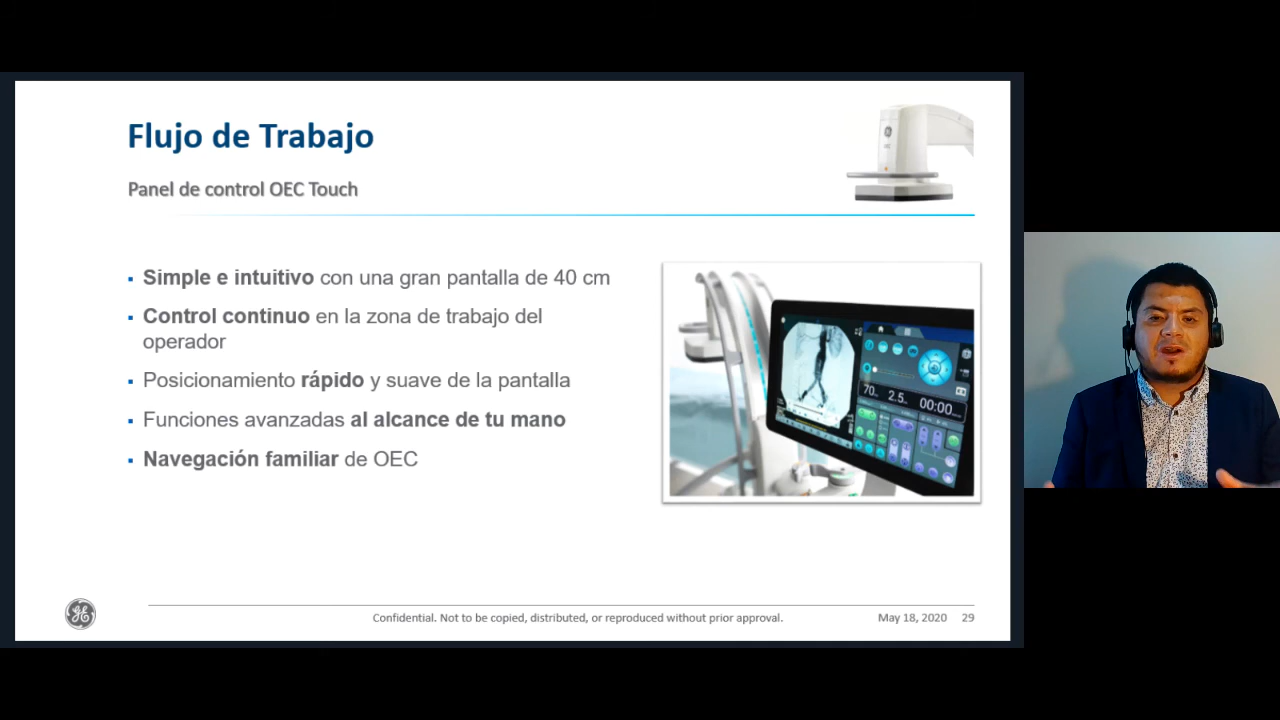 Flujo de Trabajo
Panel de control OEC Touch
▪ Simple e intuitivo con una gran pantalla de 40 cm
▪ Control continuo en la zona de trabajo del
operador
▪ Posicionamiento rápido y suave de la pantalla
▪ Funciones avanzadas al alcance de tu mano
▪ Navegación familiar de OEC
70
2.5
00:00
Confidential. Not to be copied, distributed, or reproduced without prior approval.
May 18, 2020 29